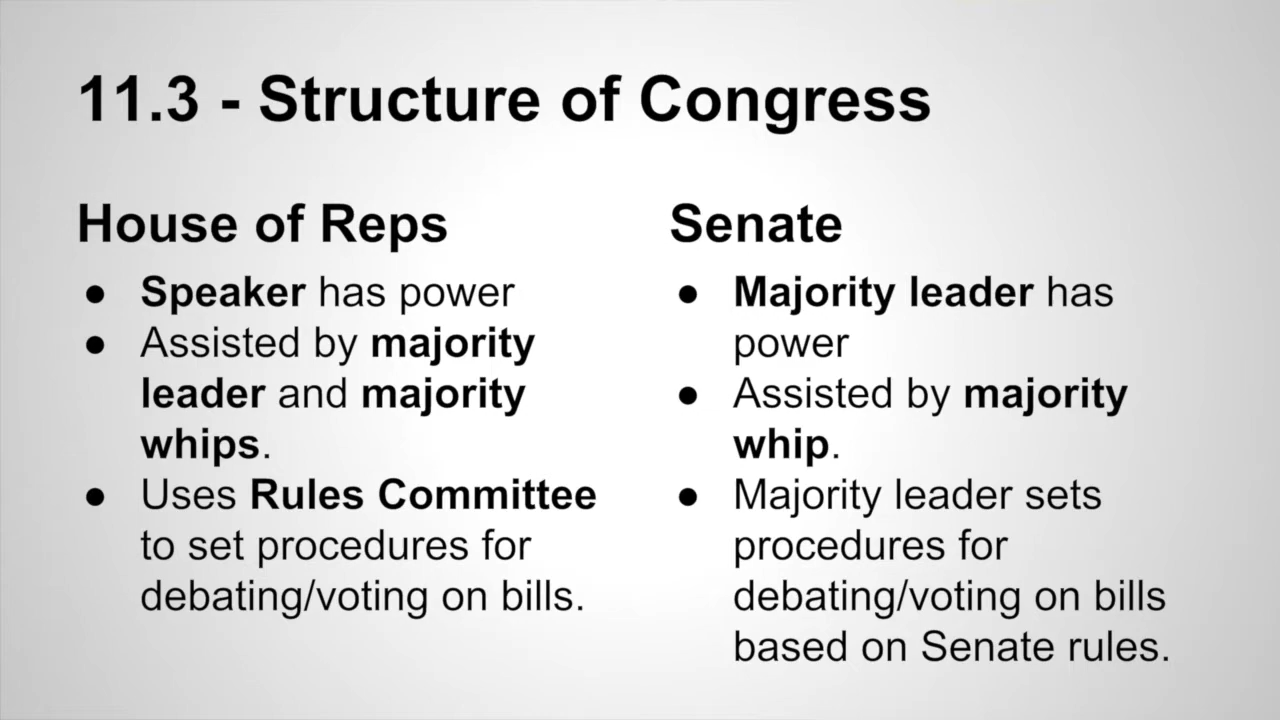 11.3 - Structure of Congress
House of Reps
● Speaker has power
● Assisted by majority
leader and majority
whips.
● Uses Rules Committee
to set procedures for
debating/voting on bills.
Senate
● Majority leader has
power
● Assisted by majority
whip.
● Majority leader sets
procedures for
debating/voting on bills
based on Senate rules.